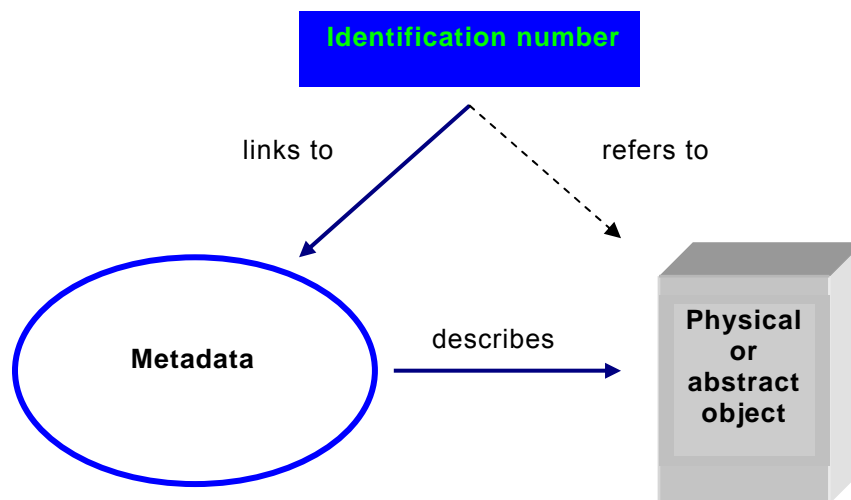 Identification number
links to
refers to
Metadata
describes
Physical
or
abstract
object